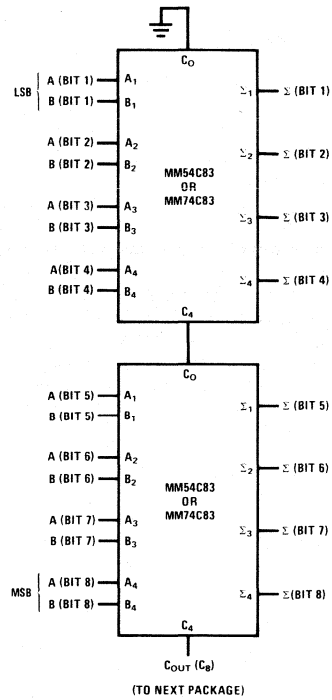 C0
LSB
A (BIT 1) A1
B (BIT 1) B1
Σ1 Σ (BIT 1)
A (BIT 2) A2
B (BIT 2) B2
Σ2 Σ (BIT 2)
MM54C83
OR
MM74C83
A (BIT 3) A3
B (BIT 3) B3
Σ3 Σ (BIT 3)
A(BIT 4) A4
B (BIT 4) B4
Σ4 Σ (BIT 4)
C4
C0
A (BIT 5) A1
B (BIT 5) B1
Σ1 Σ (BIT 5)
A (BIT 6) A2
B (BIT 6) B2
Σ2 Σ (BIT 6)
MM54C83
OR
MM74C83
A (BIT 7) A3
B (BIT 7) B3
Σ3 Σ (BIT 7)
MSB
A (BIT 8) A4
B (BIT 8) B4
Σ4 Σ(BIT 8)
C4
COUT (C8)
(TO NEXT PACKAGE)